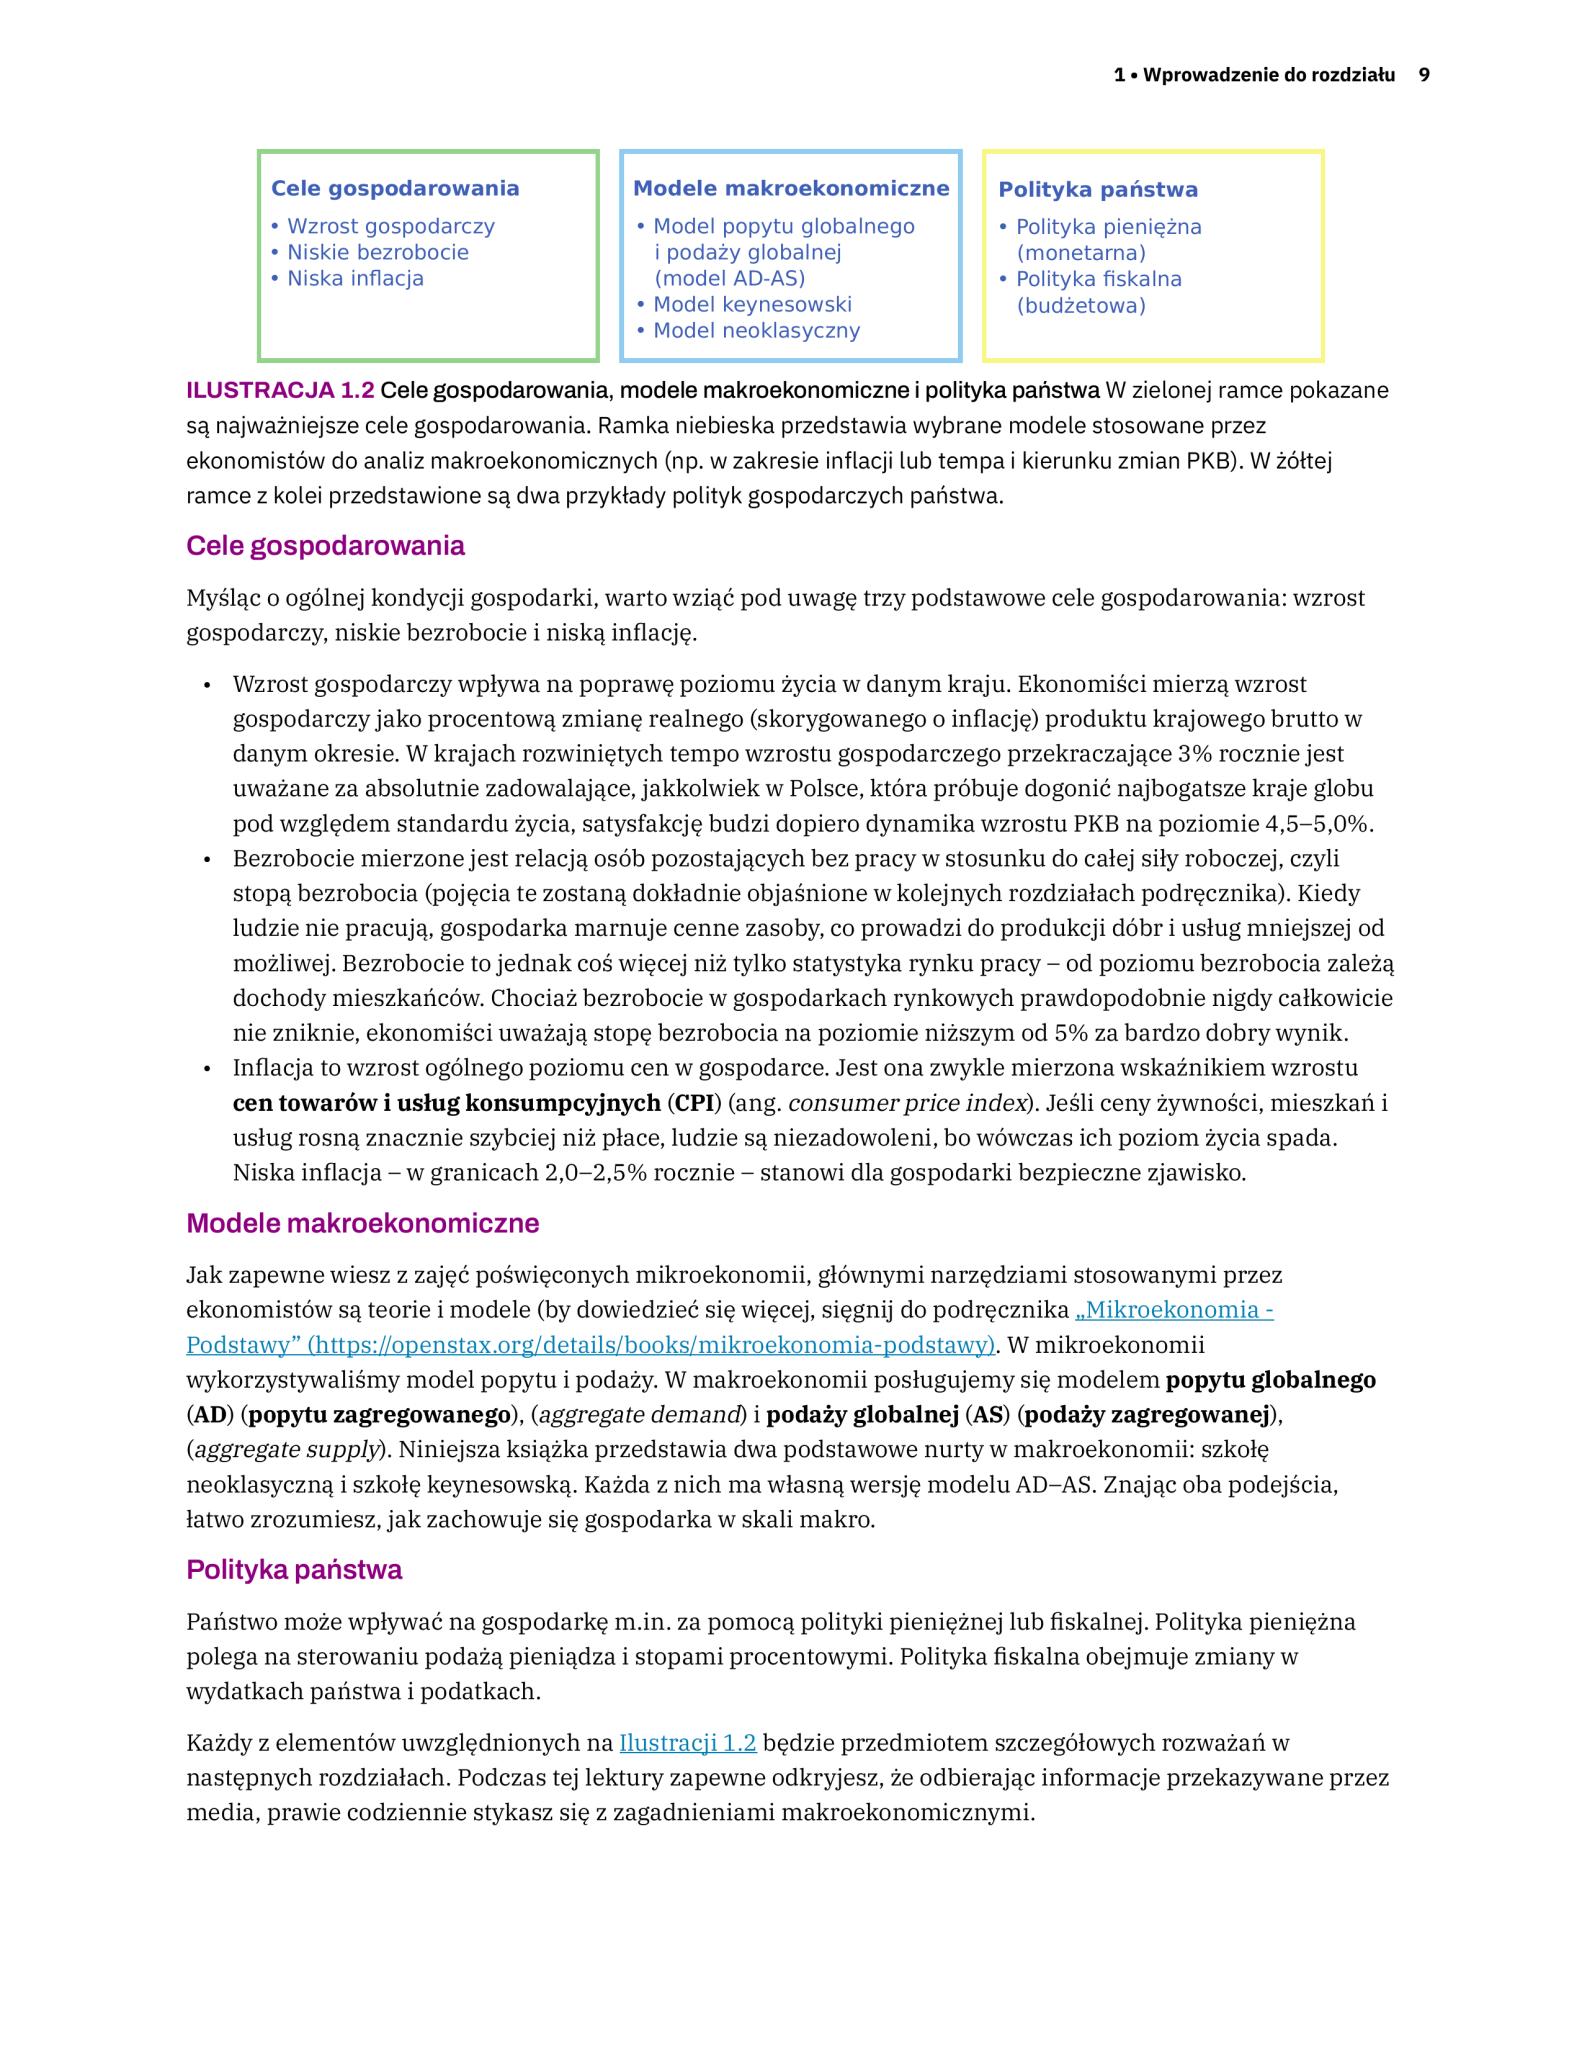 1 • Wprowadzenie do rozdziału 9
Cele gospodarowania
• Wzrost gospodarczy
• Niskie bezrobocie
• Niska inflacja
Modele makroekonomiczne
• Model popytu globalnego
i podaży globalnej
(model AD-AS)
• Model keynesowski
• Model neoklasyczny
Polityka państwa
• Polityka pieniężna
(monetarna)
• Polityka fiskalna
(budżetowa)
ILUSTRACJA 1.2 Cele gospodarowania, modele makroekonomiczne i polityka państwa W zielonej ramce pokazane
są najważniejsze cele gospodarowania. Ramka niebieska przedstawia wybrane modele stosowane przez
ekonomistów do analiz makroekonomicznych (np. w zakresie inflacji lub tempa i kierunku zmian PKB). W żółtej
ramce z kolei przedstawione są dwa przykłady polityk gospodarczych państwa.
Cele gospodarowania
Myśląc o ogólnej kondycji gospodarki, warto wziąć pod uwagę trzy podstawowe cele gospodarowania: wzrost
gospodarczy, niskie bezrobocie i niską inflację.
• Wzrost gospodarczy wpływa na poprawę poziomu życia w danym kraju. Ekonomiści mierzą wzrost
gospodarczy jako procentową zmianę realnego (skorygowanego o inflację) produktu krajowego brutto w
danym okresie. W krajach rozwiniętych tempo wzrostu gospodarczego przekraczające 3% rocznie jest
uważane za absolutnie zadowalające, jakkolwiek w Polsce, która próbuje dogonić najbogatsze kraje globu
pod względem standardu życia, satysfakcję budzi dopiero dynamika wzrostu PKB na poziomie 4,5–5,0%.
• Bezrobocie mierzone jest relacją osób pozostających bez pracy w stosunku do całej siły roboczej, czyli
stopą bezrobocia (pojęcia te zostaną dokładnie objaśnione w kolejnych rozdziałach podręcznika). Kiedy
ludzie nie pracują, gospodarka marnuje cenne zasoby, co prowadzi do produkcji dóbr i usług mniejszej od
możliwej. Bezrobocie to jednak coś więcej niż tylko statystyka rynku pracy – od poziomu bezrobocia zależą
dochody mieszkańców. Chociaż bezrobocie w gospodarkach rynkowych prawdopodobnie nigdy całkowicie
nie zniknie, ekonomiści uważają stopę bezrobocia na poziomie niższym od 5% za bardzo dobry wynik.
• Inflacja to wzrost ogólnego poziomu cen w gospodarce. Jest ona zwykle mierzona wskaźnikiem wzrostu
cen towarów i usług konsumpcyjnych (CPI) (ang. consumer price index). Jeśli ceny żywności, mieszkań i
usług rosną znacznie szybciej niż płace, ludzie są niezadowoleni, bo wówczas ich poziom życia spada.
Niska inflacja – w granicach 2,0–2,5% rocznie – stanowi dla gospodarki bezpieczne zjawisko.
Modele makroekonomiczne
Jak zapewne wiesz z zajęć poświęconych mikroekonomii, głównymi narzędziami stosowanymi przez
ekonomistów są teorie i modele (by dowiedzieć się więcej, sięgnij do podręcznika „Mikroekonomia -
Podstawy” (https://openstax.org/details/books/mikroekonomia-podstawy). W mikroekonomii
wykorzystywaliśmy model popytu i podaży. W makroekonomii posługujemy się modelem popytu globalnego
(AD) (popytu zagregowanego), (aggregate demand) i podaży globalnej (AS) (podaży zagregowanej),
(aggregate supply). Niniejsza książka przedstawia dwa podstawowe nurty w makroekonomii: szkołę
neoklasyczną i szkołę keynesowską. Każda z nich ma własną wersję modelu AD–AS. Znając oba podejścia,
łatwo zrozumiesz, jak zachowuje się gospodarka w skali makro.
Polityka państwa
Państwo może wpływać na gospodarkę m.in. za pomocą polityki pieniężnej lub fiskalnej. Polityka pieniężna
polega na sterowaniu podażą pieniądza i stopami procentowymi. Polityka fiskalna obejmuje zmiany w
wydatkach państwa i podatkach.
Każdy z elementów uwzględnionych na Ilustracji 1.2 będzie przedmiotem szczegółowych rozważań w
następnych rozdziałach. Podczas tej lektury zapewne odkryjesz, że odbierając informacje przekazywane przez
media, prawie codziennie stykasz się z zagadnieniami makroekonomicznymi.